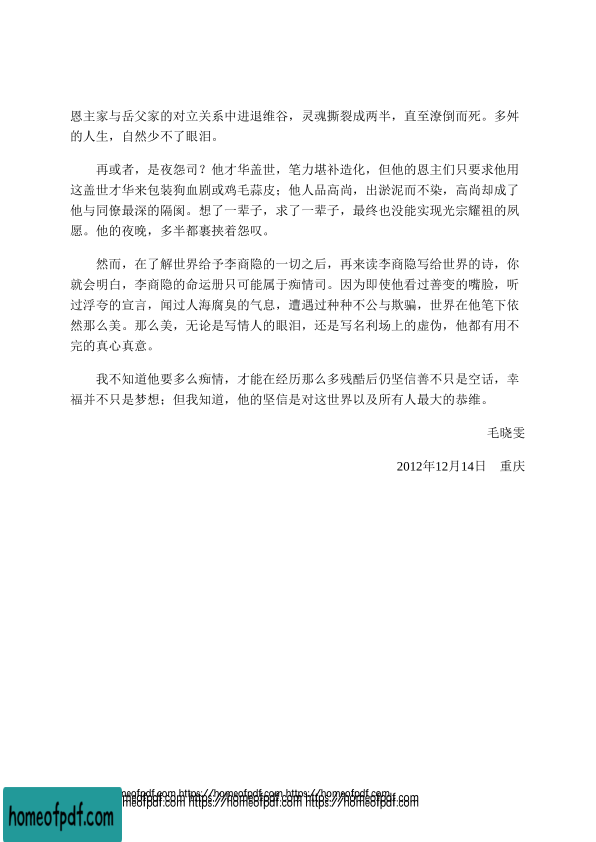 恩主家与岳父家的对立关系中进退维谷，灵魂撕裂成两半，直至潦倒而死。多舛
的人生，自然少不了眼泪。
再或者，是夜怨司？他才华盖世，笔力堪补造化，但他的恩主们只要求他用
这盖世才华来包装狗血剧或鸡毛蒜皮；他人品高尚，出淤泥而不染，高尚却成了
他与同僚最深的隔阂。想了一辈子，求了一辈子，最终也没能实现光宗耀祖的夙
愿。他的夜晚，多半都裹挟着怨叹。
然而，在了解世界给予李商隐的一切之后，再来读李商隐写给世界的诗，你
就会明白，李商隐的命运册只可能属于痴情司。因为即使他看过善变的嘴脸，听
过浮夸的宣言，闻过人海腐臭的气息，遭遇过种种不公与欺骗，世界在他笔下依
然那么美。那么美，无论是写情人的眼泪，还是写名利场上的虚伪，他都有用不
完的真心真意。
我不知道他要多么痴情，才能在经历那么多残酷后仍坚信善不只是空话，幸
福并不只是梦想；但我知道，他的坚信是对这世界以及所有人最大的恭维。
毛晓雯
2012年12月14日　重庆
homeofpdf.com https://homeofpdf.com https://homeofpdf.com
homeofpdf.com https://homeofpdf.com https://homeofpdf.com
homeofpdf.com